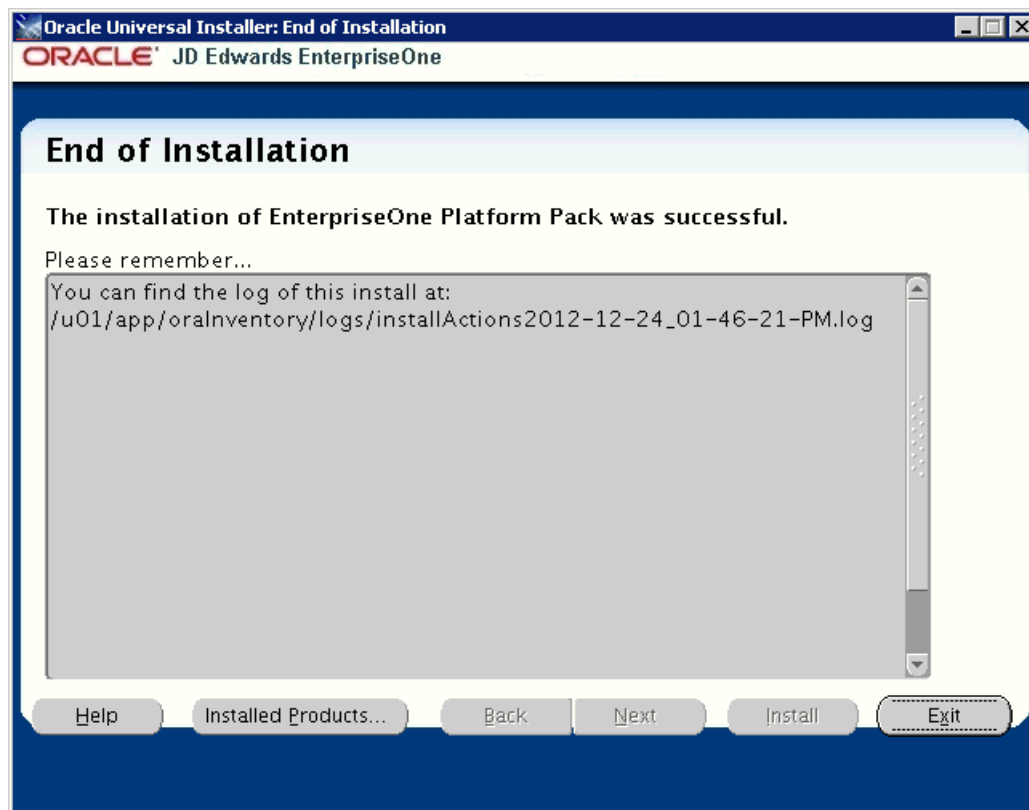 Oracle Universal Installer: End of Installation
ORACLE' JD Edwards EnterpriseOne
End of Installation
The installation of EnterpriseOne Platform Pack was successful.
Please remember...
You can find the log of this install at:
/u01/app/oraInventory/logs/installActions2012-12-24_01-46-21-PM.log
Help Installed Products... Back Next Install Exit